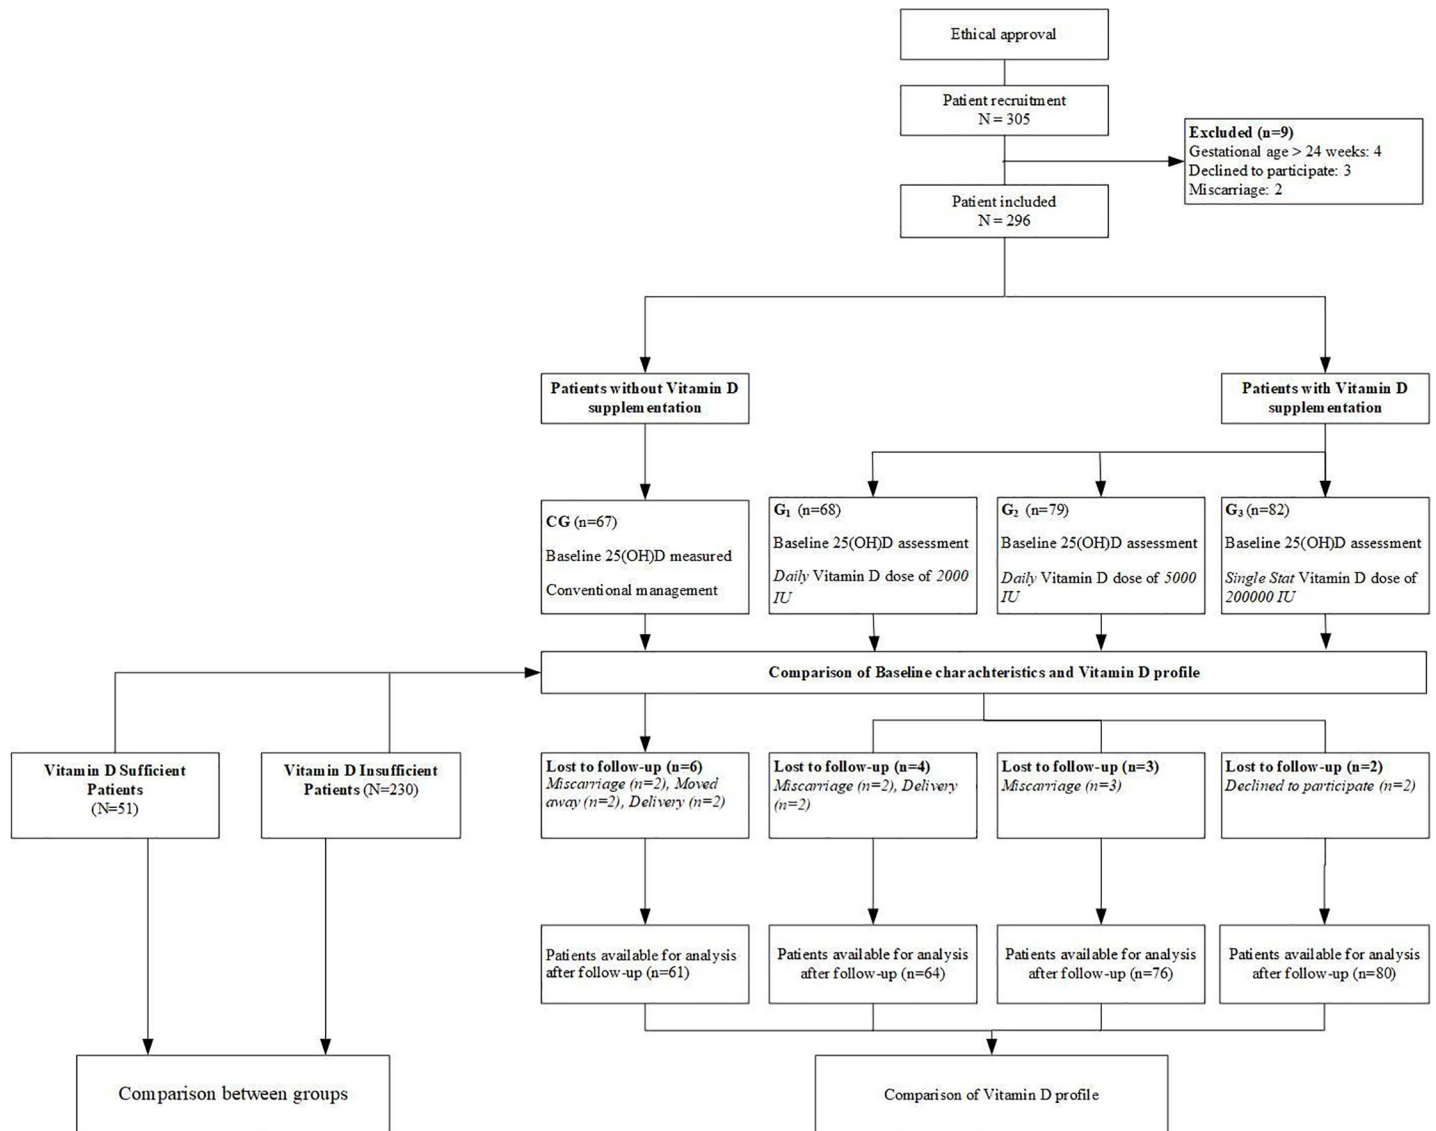 Ethical approval
Patient recruitment
N = 305
Excluded (n=9)
Gestational age > 24 weeks: 4
Declined to participate: 3
Miscarriage: 2
Patient included
N = 296
Patients without Vitamin D
supplementation
Patients with Vitamin D
supplementation
CG (n=67)
Baseline 25(OH)D measured
Conventional management
G1 (n=68)
Baseline 25(OH)D assessment
Daily Vitamin D dose of 2000
IU
G2 (n=79)
Baseline 25(OH)D assessment
Daily Vitamin D dose of 5000
IU
G3 (n=82)
Baseline 25(OH)D assessment
Single Stat Vitamin D dose of
200000 IU
Comparison of Baseline charachteristics and Vitamin D profile
Vitamin D Sufficient
Patients
(N=51)
Vitamin D Insufficient
Patients (N=230)
Lost to follow-up (n=6)
Miscarriage (n=2), Moved
away (n=2), Delivery (n=2)
Lost to follow-up (n=4)
Miscarriage (n=2), Delivery
(n=2)
Lost to follow-up (n=3)
Miscarriage (n=3)
Lost to follow-up (n=2)
Declined to participate (n=2)
Patients available for analysis
after follow-up (n=61)
Patients available for analysis
after follow-up (n=64)
Patients available for analysis
after follow-up (n=76)
Patients available for analysis
after follow-up (n=80)
Comparison between groups
Comparison of Vitamin D profile